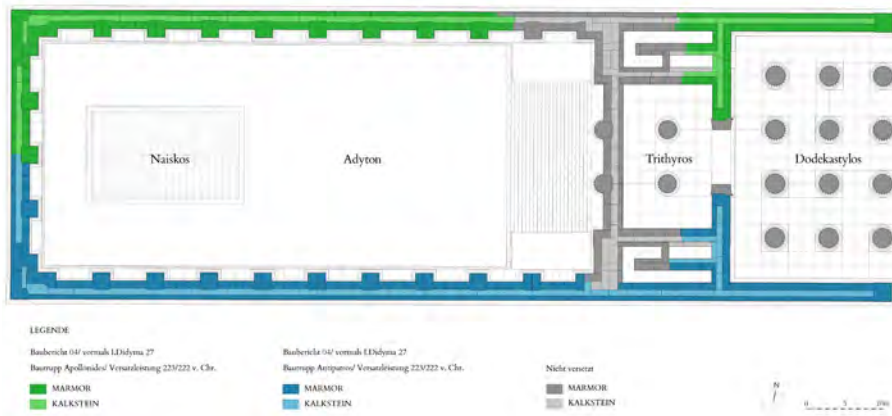 Naiskos
Adyton
Trithyros
Dodekastylos
LEGENDE
Baubericht 04/ vormals I.Didyma 27
Bautrupp Apollonides/ Versatzleistung 223/222 v. Chr.
MARMOR
KALKSTEIN
Baubericht 04/ vormals I.Didyma 27
Bautrupp Antipatros/ Versatzleistung 223/222 v. Chr.
MARMOR
KALKSTEIN
Nicht versetzt
MARMOR
KALKSTEIN
N
0 5